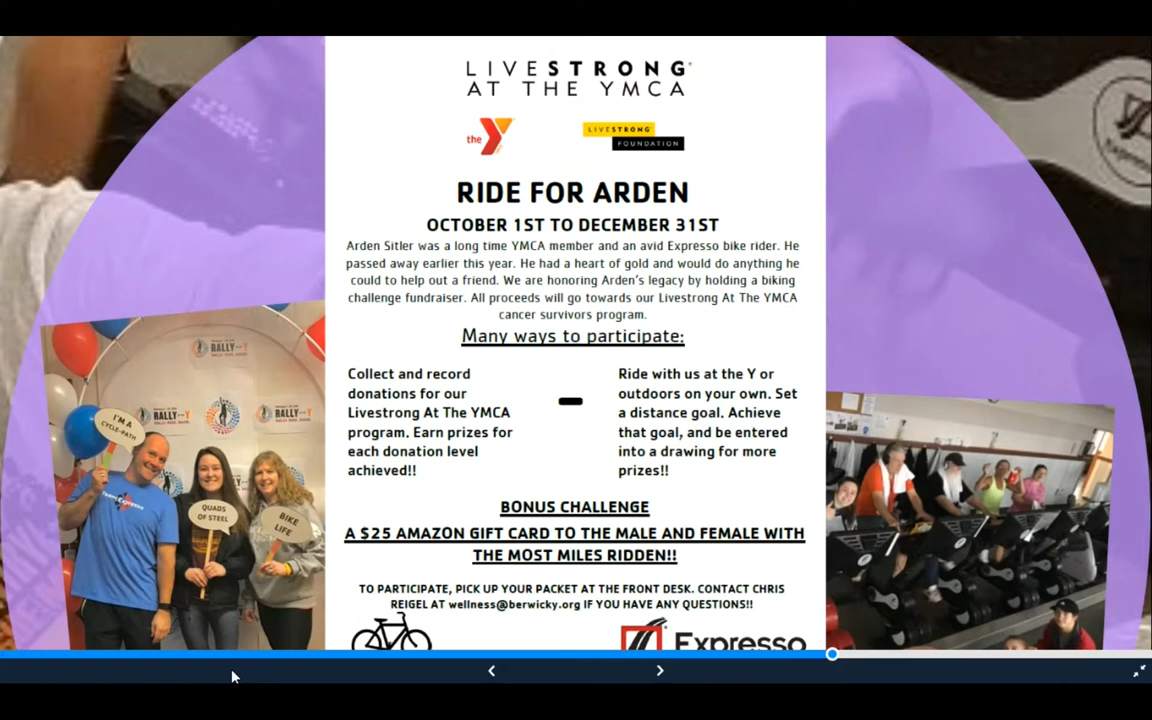 LIVESTRONG®
AT THE YMCA
the Y
LIVESTRONG
FOUNDATION
RIDE FOR ARDEN
OCTOBER 1ST TO DECEMBER 31ST
Arden Sitler was a long time YMCA member and an avid Expresso bike rider. He
passed away earlier this year. He had a heart of gold and would do anything he
could to help out a friend. We are honoring Arden's legacy by holding a biking
challenge fundraiser. All proceeds will go towards our Livestrong At The YMCA
cancer survivors program.
Many ways to participate:
Collect and record
donations for our
Livestrong At The YMCA
program. Earn prizes for
each donation level
achieved!!
-
Ride with us at the Y or
outdoors on your own. Set
a distance goal. Achieve
that goal, and be entered
into a drawing for more
prizes!!
BONUS CHALLENGE
A $25 AMAZON GIFT CARD TO THE MALE AND FEMALE WITH
THE MOST MILES RIDDEN!!
TO PARTICIPATE, PICK UP YOUR PACKET AT THE FRONT DESK. CONTACT CHRIS
REIGEL AT wellness@berwicky.org IF YOU HAVE ANY QUESTIONS!!
Expresso
RALLY
RALLY
RALLY
I'M A
CYCLE-PATH
QUADS
OF STEEL
BIKE
LIFE
Expresso